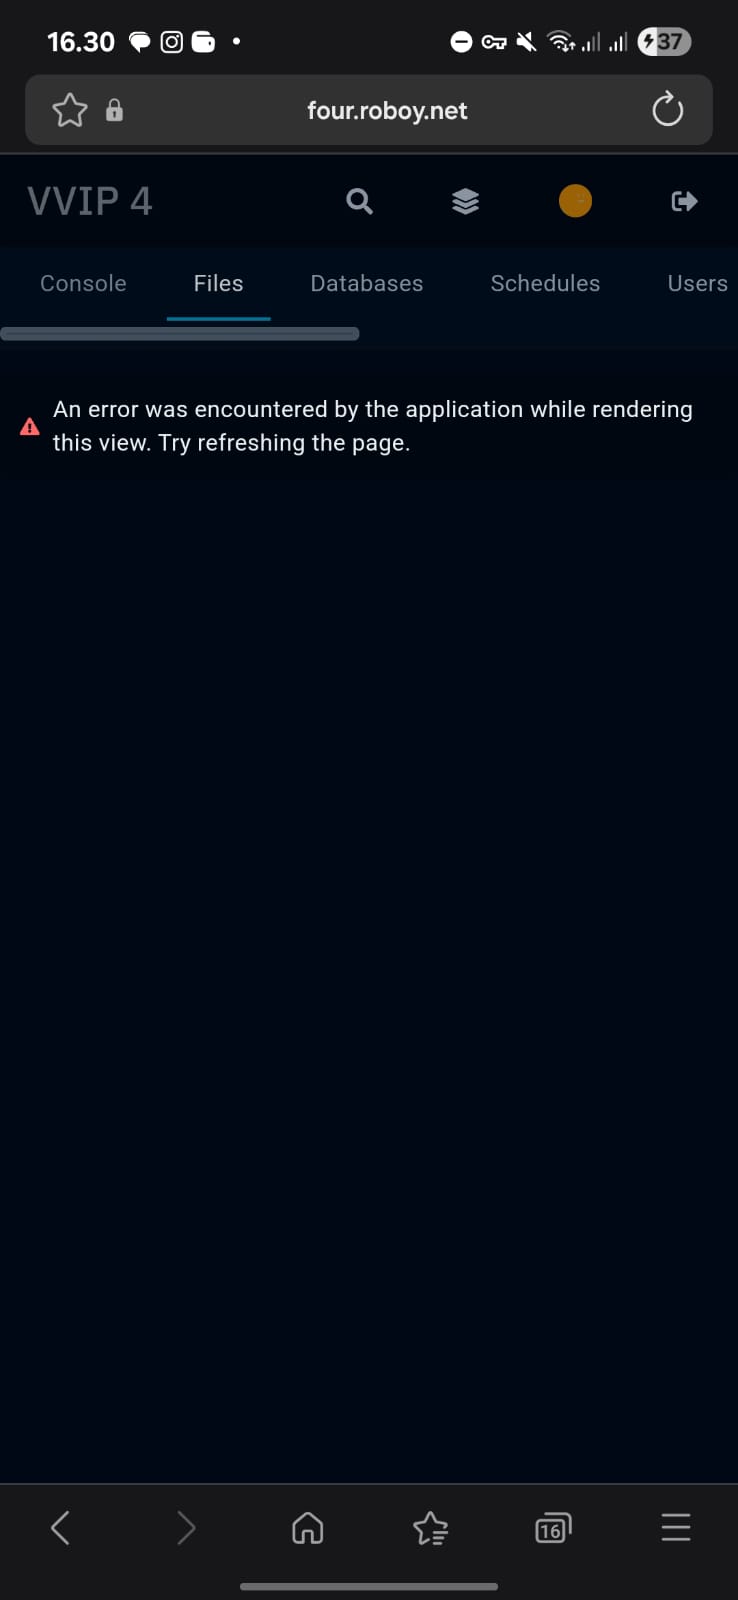 16.30
37
four.roboy.net
VVIP 4
Console Files Databases Schedules Users
An error was encountered by the application while rendering
this view. Try refreshing the page.
16